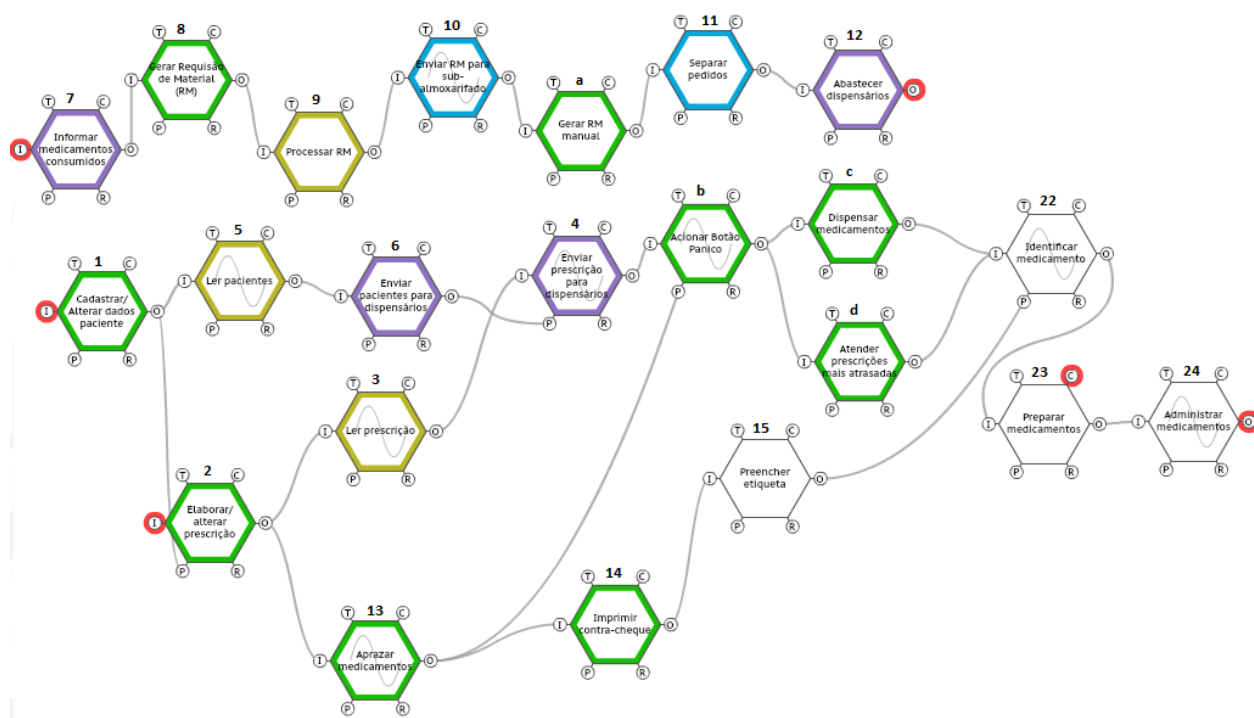 7
T C
I O
Informar
medicamentos
consumidos
P R
8
T C
I O
Gerar Requisão
de Material
(RM)
P R
9
T C
I Processar RM O
P R
10
T C
I O
Enviar RM para
sub-
almoxarifado
P R
a
T C
I O
Gerar RM
manual
P R
11
T C
I O
Separar
pedidos
P R
12
T C
I O
Abastecer
dispensários
P R
1
T C
I O
Cadastrar/
Alterar dados
paciente
P R
5
T C
I Ler pacientes O
P R
6
T C
I O
Enviar
pacientes para
dispensários
P R
4
T C
I O
Enviar
prescrição para
dispensários
P R
b
T C
I O
Acionar Botão
Panico
P R
c
T C
I O
Dispensar
medicamentos
P R
22
T C
I O
Identificar
medicamento
P R
d
T C
I O
Atender
prescrições
mais atrasadas
P R
23
T C
I O
Preparar
medicamentos
P R
24
T C
I O
Administrar
medicamentos
P R
3
T C
I Ler prescrição O
P R
2
T C
I O
Elaborar/
alterar
prescrição
P R
15
T C
I O
Preencher
etiqueta
P R
13
T C
I O
Aprazar
medicamentos
P R
14
T C
I O
Imprimir
contra-cheque
P R